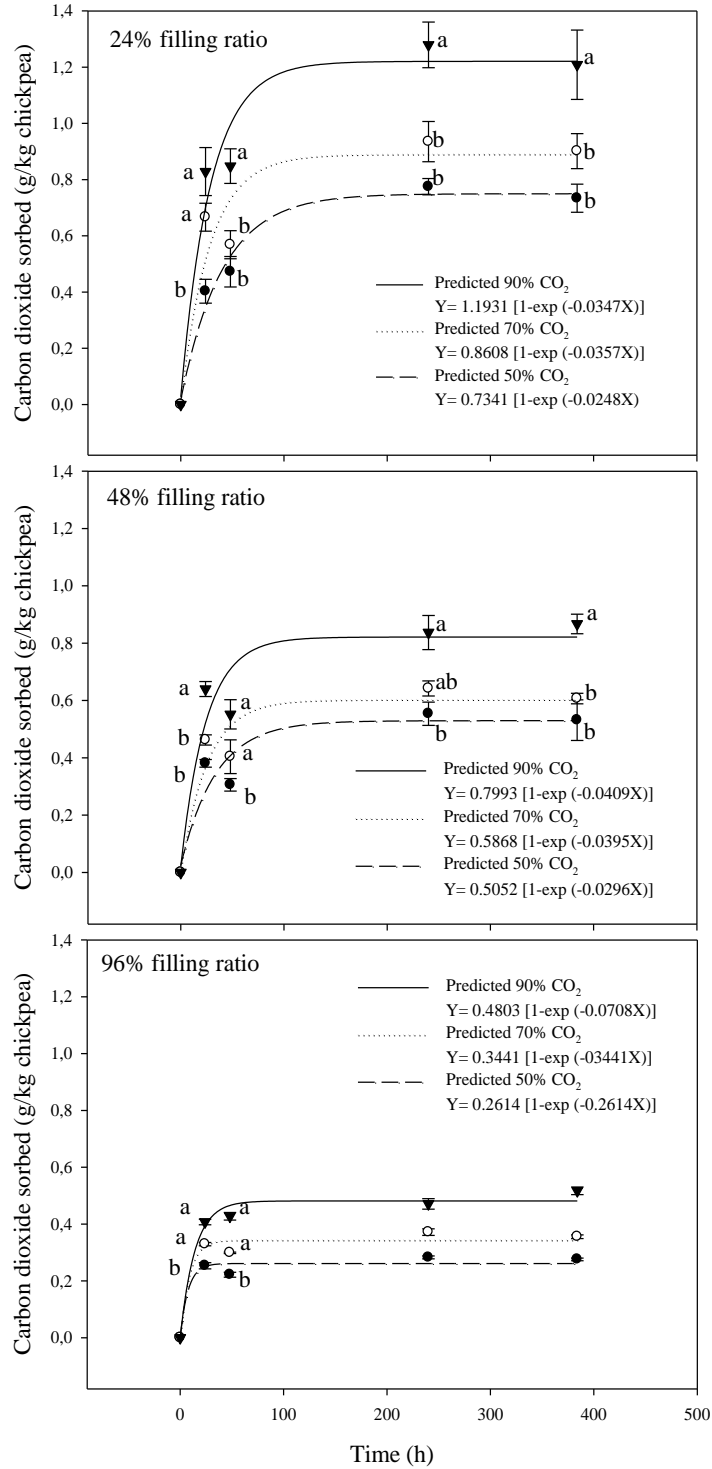 24% filling ratio
1,4
1,2
1,0
0,8
0,6
0,4
0,2
0,0
Carbon dioxide sorbed (g/kg chickpea)
a
a
a
a
a
b
b
b
b
b
b
b
Predicted 90% CO₂
Y= 1.1931 [1-exp (-0.0347X)]
Predicted 70% CO₂
Y= 0.8608 [1-exp (-0.0357X)]
Predicted 50% CO₂
Y= 0.7341 [1-exp (-0.0248X)
48% filling ratio
1,4
1,2
1,0
0,8
0,6
0,4
0,2
0,0
Carbon dioxide sorbed (g/kg chickpea)
a
a
a
a
b
a
ab
b
b
b
b
b
Predicted 90% CO₂
Y= 0.7993 [1-exp (-0.0409X)]
Predicted 70% CO₂
Y= 0.5868 [1-exp (-0.0395X)]
Predicted 50% CO₂
Y= 0.5052 [1-exp (-0.0296X)]
96% filling ratio
1,4
1,2
1,0
0,8
0,6
0,4
0,2
0,0
Carbon dioxide sorbed (g/kg chickpea)
Predicted 90% CO₂
Y= 0.4803 [1-exp (-0.0708X)]
Predicted 70% CO₂
Y= 0.3441 [1-exp (-03441X)]
Predicted 50% CO₂
Y= 0.2614 [1-exp (-0.2614X)]
a
a
a
a
b
b
0
100
200
300
400
500
Time (h)